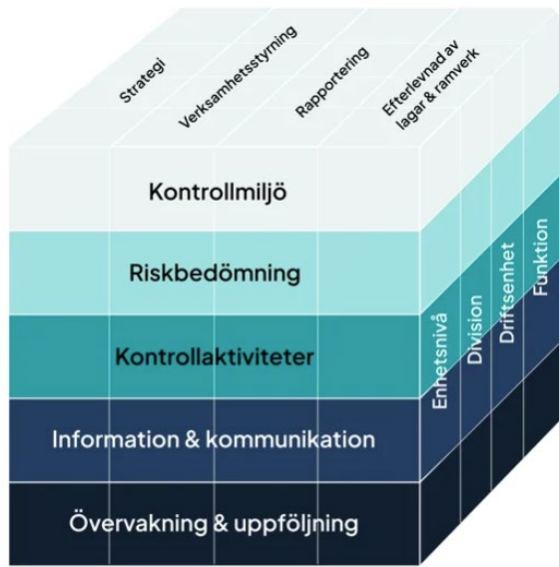 Strategi
Verksamhetsstyrning
Rapportering
Efterlevnad av
lagar & ramverk
Kontrollmiljö
Riskbedömning
Kontrollaktiviteter
Information & kommunikation
Övervakning & uppföljning
Enhetsnivå
Division
Driftsenhet
Funktion